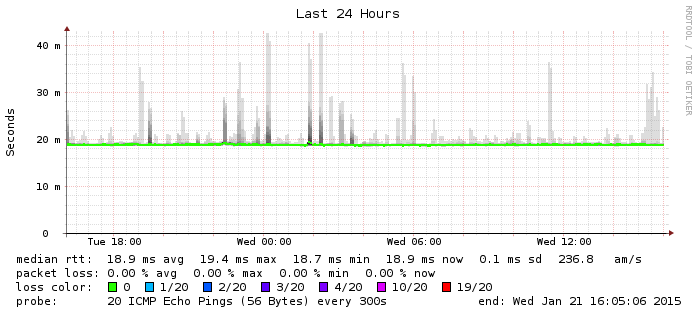 Last 24 Hours
RRDTOOL / TOBI OETIKER
Seconds
40 m
30 m
20 m
10 m
0
Tue 18:00 Wed 00:00 Wed 06:00 Wed 12:00
median rtt: 18.9 ms avg 19.4 ms max 18.7 ms min 18.9 ms now 0.1 ms sd 236.8 am/s
packet loss: 0.00 % avg 0.00 % max 0.00 % min 0.00 % now
loss color: 0 1/20 2/20 3/20 4/20 10/20 19/20
probe: 20 ICMP Echo Pings (56 Bytes) every 300s end: Wed Jan 21 16:05:06 2015